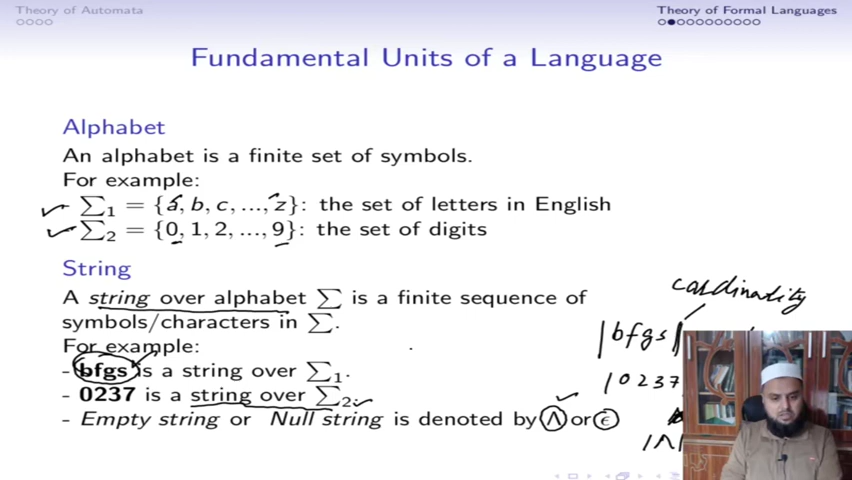 Theory of Automata
Theory of Formal Languages
Fundamental Units of a Language
Alphabet
An alphabet is a finite set of symbols.
For example:
∑1 = {a, b, c, ..., z}: the set of letters in English
∑2 = {0, 1, 2, ..., 9}: the set of digits
String
A string over alphabet ∑ is a finite sequence of
symbols/characters in ∑.
For example:
- bfgs is a string over ∑1.
- 0237 is a string over ∑2.
- Empty string or Null string is denoted by Λ or ϵ
cardinality
|bfgs|
|0237
|Λ|